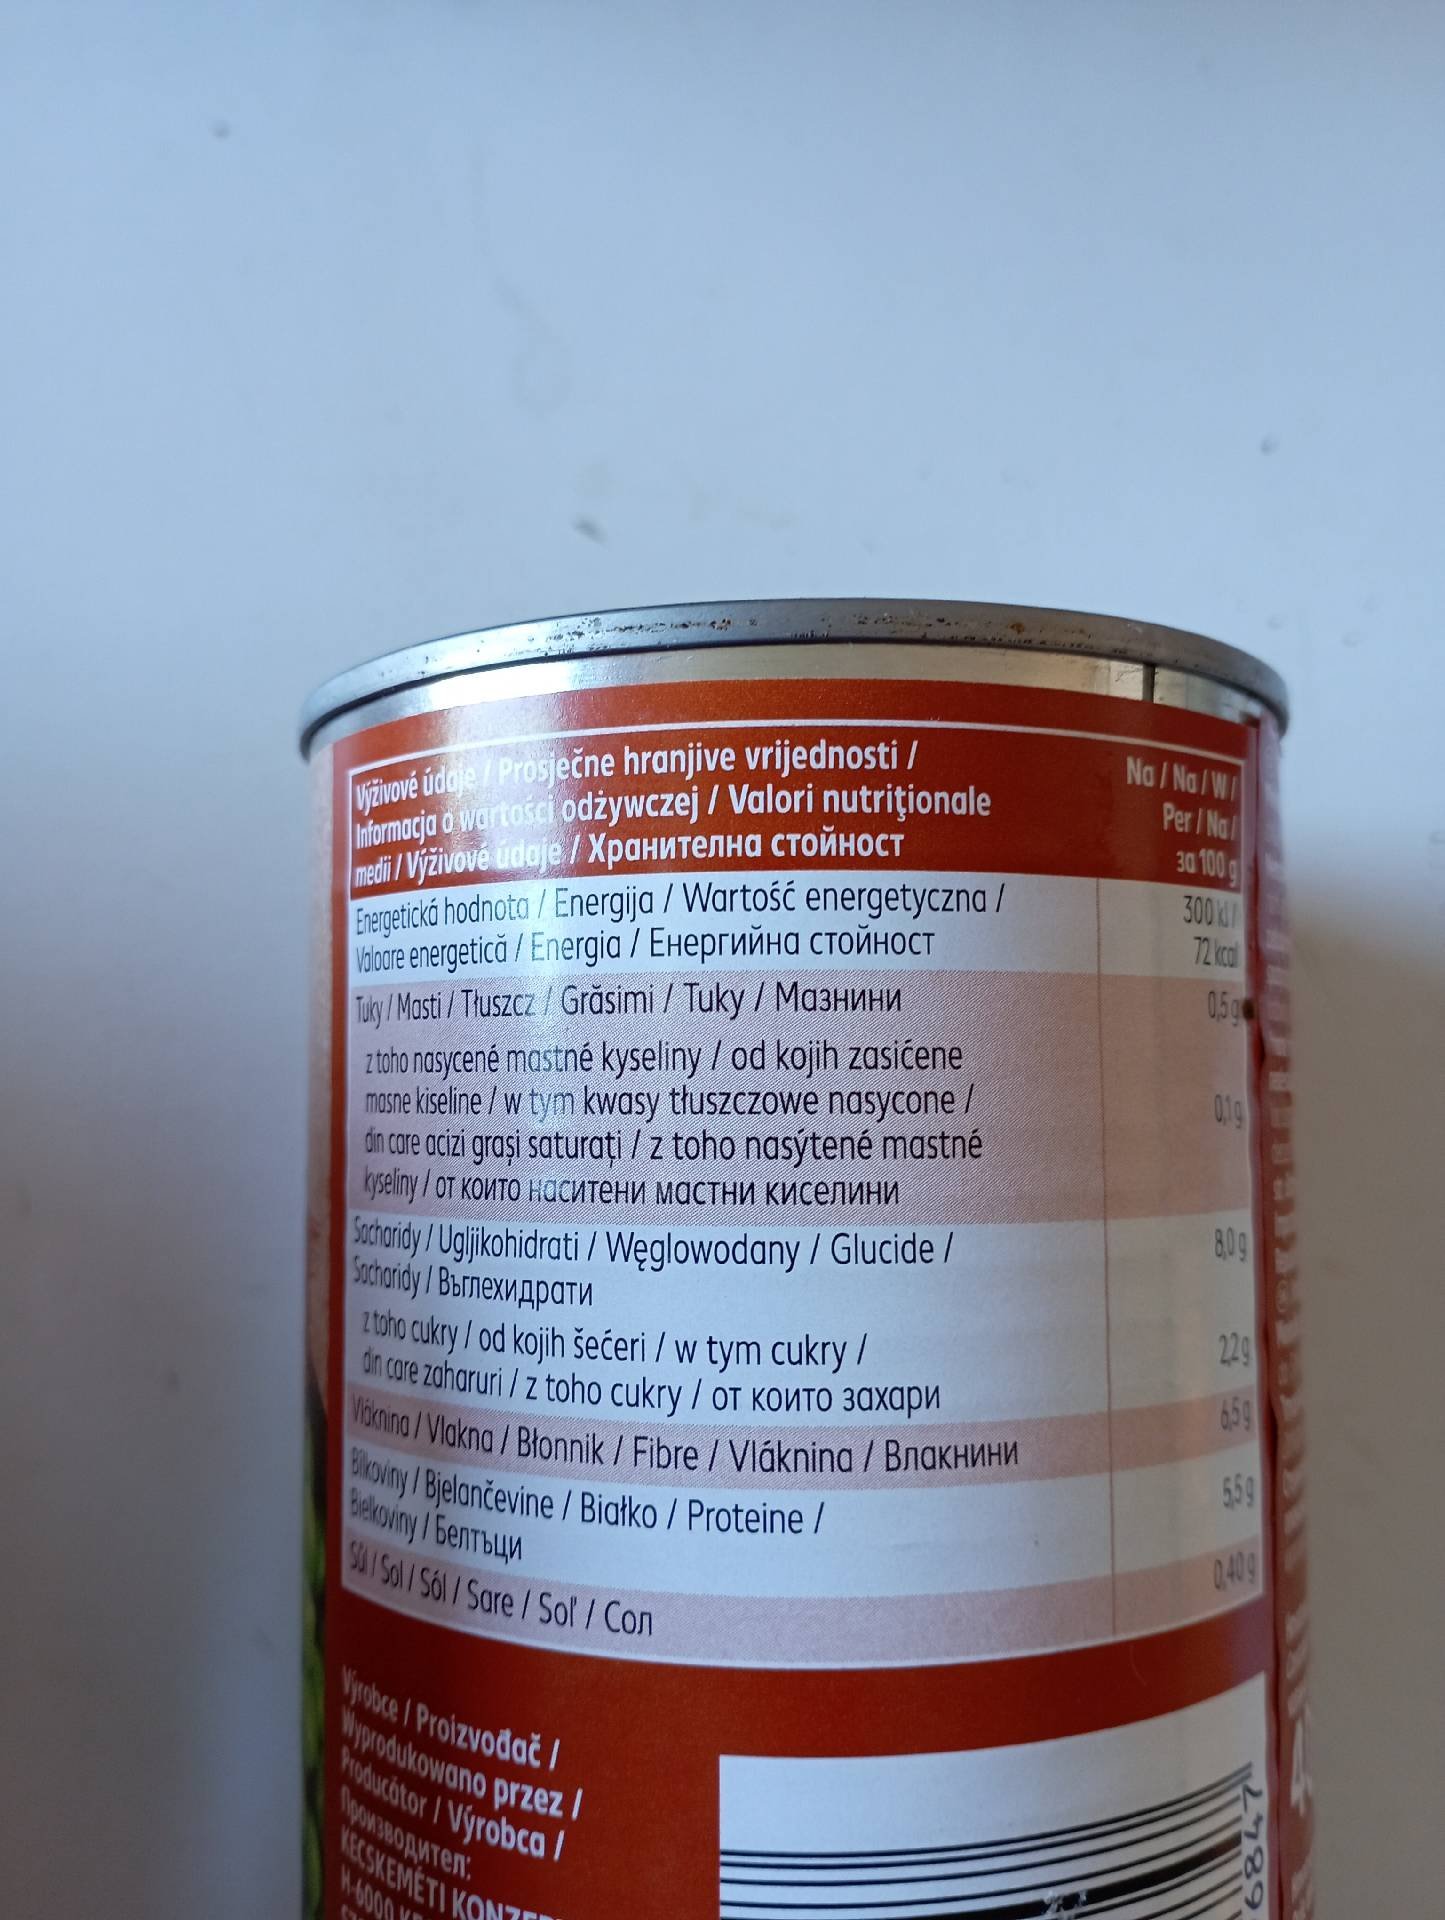 Výživové údaje / Prosječne hranjive vrijednosti /
Informacja o wartości odżywczej / Valori nutriţionale
medii / Výživové údaje / Хранителна стойност
Na / Na / W /
Per / Na /
за 100 g
Energetická hodnota / Energija / Wartość energetyczna /
Valoare energetică / Energia / Енергийна стойност
300 kJ /
72 kcal
Tuky / Masti / Tłuszcz / Grăsimi / Tuky / Мазнини
0,5 g
z toho nasycené mastné kyseliny / od kojih zasićene
masne kiseline / w tym kwasy tłuszczowe nasycone /
din care acizi grași saturați / z toho nasýtené mastné
kyseliny / от които наситени мастни киселини
0,1 g
Sacharidy / Ugljikohidrati / Węglowodany / Glucide /
Sacharidy / Въглехидрати
8,0 g
z toho cukry / od kojih šećeri / w tym cukry /
din care zaharuri / z toho cukry / от които захари
2,2 g
Vláknina / Vlakna / Błonnik / Fibre / Vláknina / Влакнини
6,5 g
Bílkoviny / Bjelančevine / Białko / Proteine /
Bielkoviny / Белтъци
5,5 g
Sůl / Sol / Sól / Sare / Soľ / Сол
0,40 g
Výrobce / Proizvođač /
Wyprodukowano przez /
Producător / Výrobca /
Производител:
KECSKEMÉTI
H-6000
6847